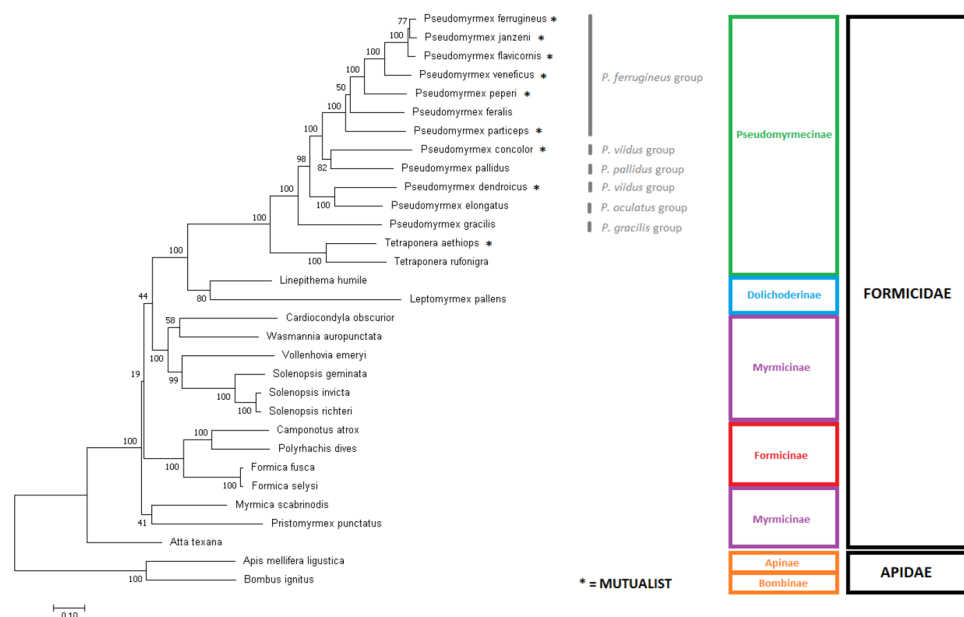 Pseudomyrmex ferrugineus *
77
Pseudomyrmex janzeni *
100
Pseudomyrmex flavicornis *
100
Pseudomyrmex veneficus *
100
P. ferrugineus group
Pseudomyrmex peperi *
50
Pseudomyrmex feralis
100
Pseudomyrmex particeps *
Pseudomyrmecinae
100
Pseudomyrmex concolor *
P. viidus group
98
82
Pseudomyrmex pallidus
P. pallidus group
100
Pseudomyrmex dendroicus *
P. viidus group
100
Pseudomyrmex elongatus
P. oculatus group
100
Pseudomyrmex gracilis
P. gracilis group
Tetraponera aethiops *
100
100
Tetraponera rufonigra
Linepithema humile
44
80
Leptomyrmex pallens
Dolichoderinae
FORMICIDAE
58
Cardiocondyla obscurior
Wasmannia auropunctata
100
Vollenhovia emeryi
99
Solenopsis geminata
Myrmicinae
19
100
Solenopsis invicta
100
Solenopsis richteri
100
Camponotus atrox
100
Polyrhachis dives
Formicinae
100
Formica fusca
100
Formica selysi
Myrmica scabrinodis
41
Pristomyrmex punctatus
Myrmicinae
Atta texana
Apis mellifera ligustica
Apinae
100
Bombus ignitus
* = MUTUALIST
Bombinae
APIDAE
0.10